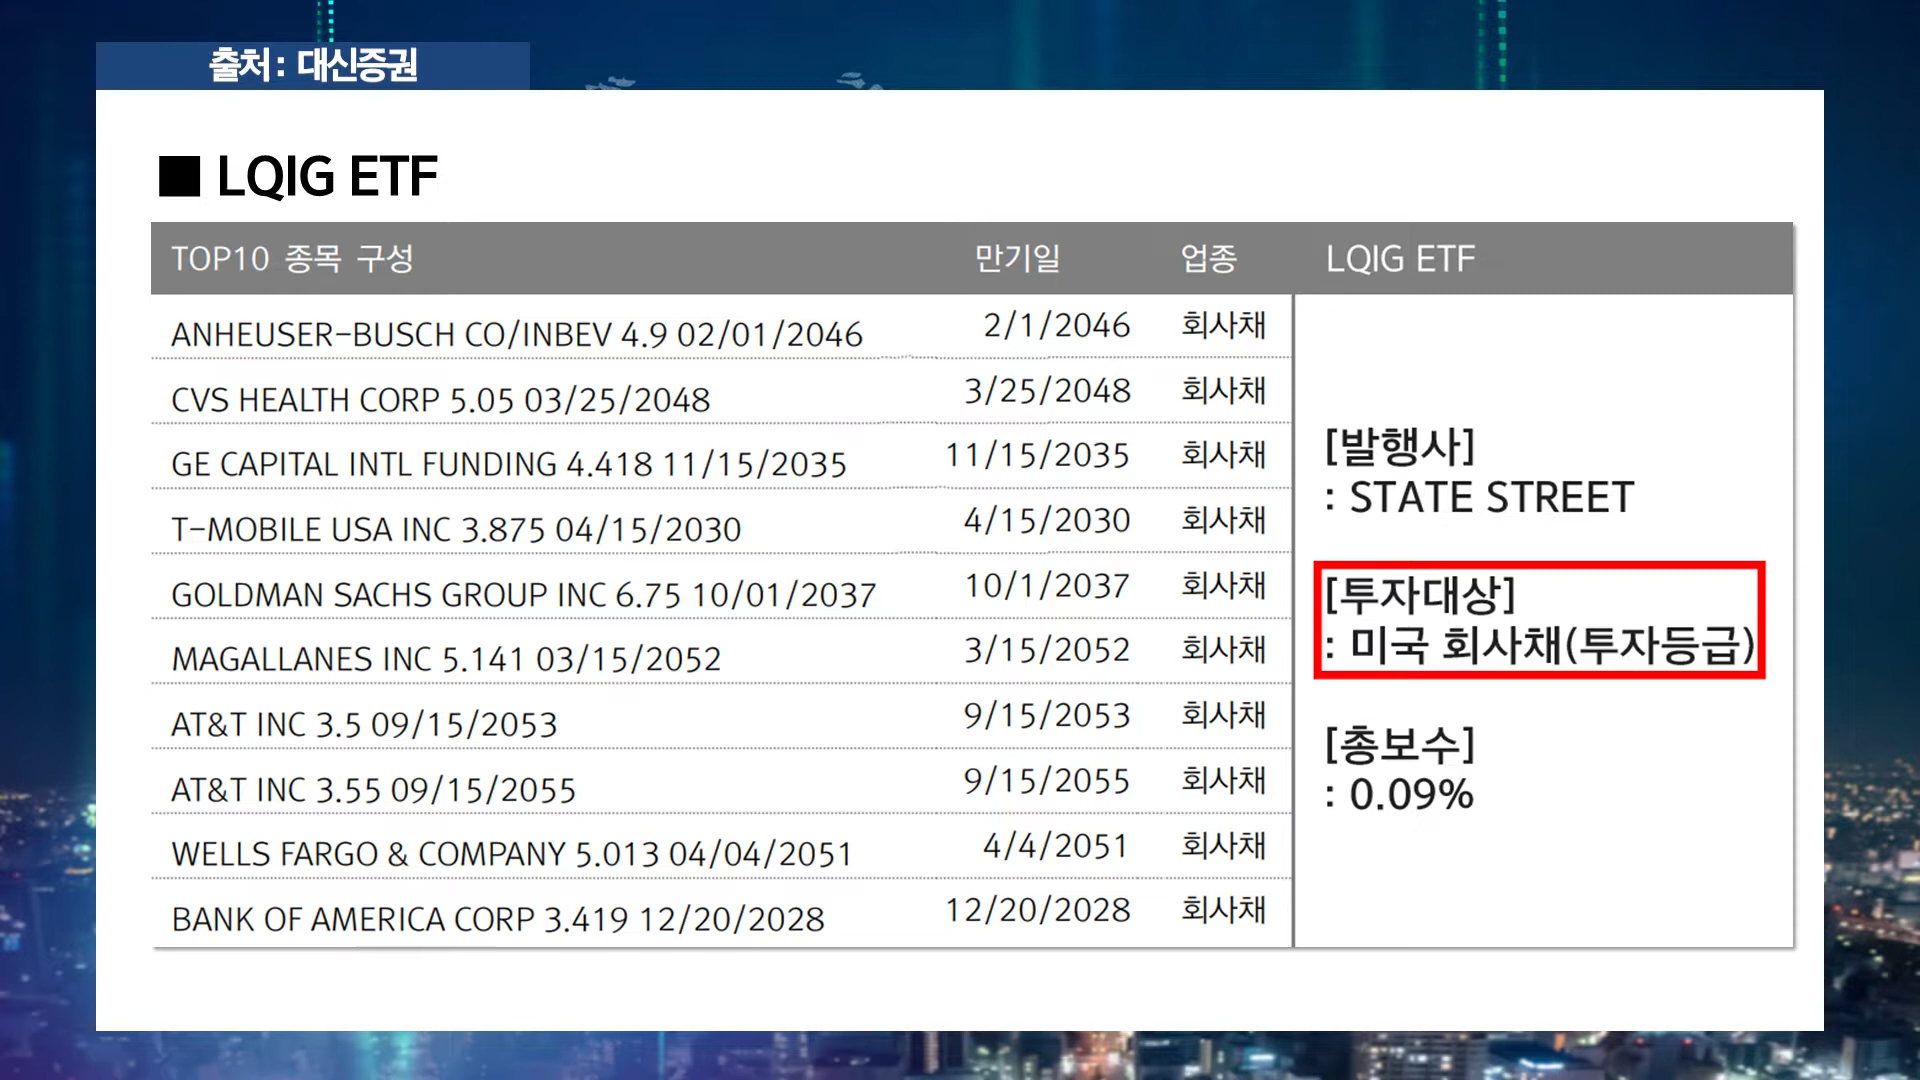 출처 : 대신증권
■ LQIG ETF
TOP10 종목 구성 만기일 업종 LQIG ETF
ANHEUSER-BUSCH CO/INBEV 4.9 02/01/2046 2/1/2046 회사채
CVS HEALTH CORP 5.05 03/25/2048 3/25/2048 회사채
GE CAPITAL INTL FUNDING 4.418 11/15/2035 11/15/2035 회사채
T-MOBILE USA INC 3.875 04/15/2030 4/15/2030 회사채
GOLDMAN SACHS GROUP INC 6.75 10/01/2037 10/1/2037 회사채
MAGALLANES INC 5.141 03/15/2052 3/15/2052 회사채
AT&T INC 3.5 09/15/2053 9/15/2053 회사채
AT&T INC 3.55 09/15/2055 9/15/2055 회사채
WELLS FARGO & COMPANY 5.013 04/04/2051 4/4/2051 회사채
BANK OF AMERICA CORP 3.419 12/20/2028 12/20/2028 회사채
[발행사]
: STATE STREET
[투자대상]
: 미국 회사채(투자등급)
[총보수]
: 0.09%